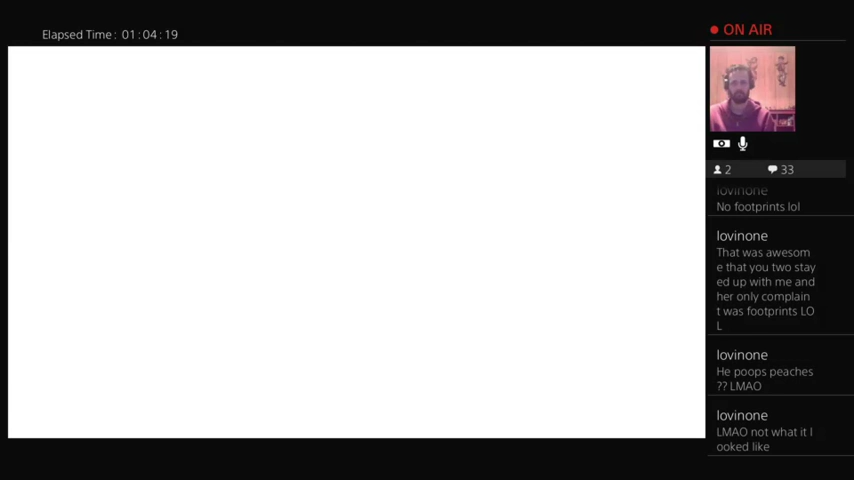 Elapsed Time: 01:04:19
ON AIR
2
33
lovinone
No footprints lol
lovinone
That was awesom
e that you two stay
ed up with me and
her only complain
t was footprints LO
L
lovinone
He poops peaches
?? LMAO
lovinone
LMAO not what it l
ooked like